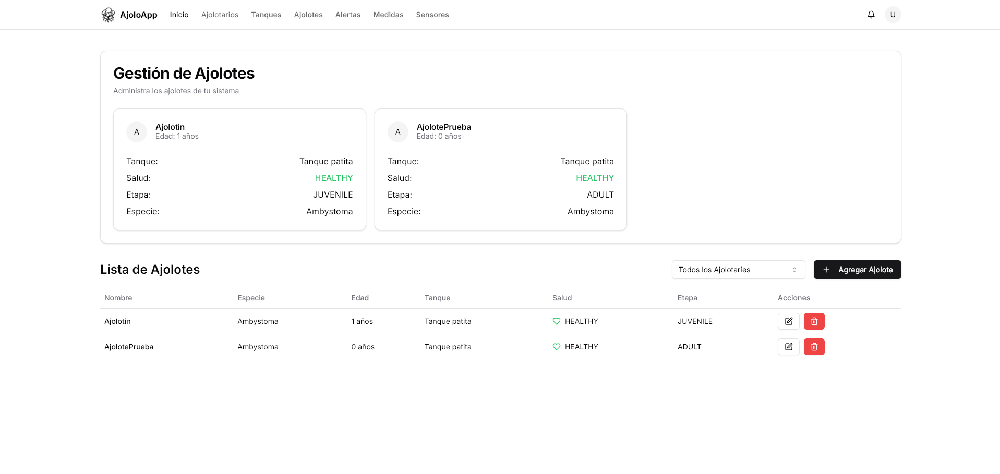 AjoloApp Inicio Ajolotarios Tanques Ajolotes Alertas Medidas Sensores U
Gestión de Ajolotes
Administra los ajolotes de tu sistema
A
Ajolotin
Edad: 1 años
Tanque: Tanque patita
Salud: HEALTHY
Etapa: JUVENILE
Especie: Ambystoma
A
AjolotePrueba
Edad: 0 años
Tanque: Tanque patita
Salud: HEALTHY
Etapa: ADULT
Especie: Ambystoma
Lista de Ajolotes Todos los Ajolotaries Agregar Ajolote
Nombre Especie Edad Tanque Salud Etapa Acciones
Ajolotin Ambystoma 1 años Tanque patita HEALTHY JUVENILE
AjolotePrueba Ambystoma 0 años Tanque patita HEALTHY ADULT